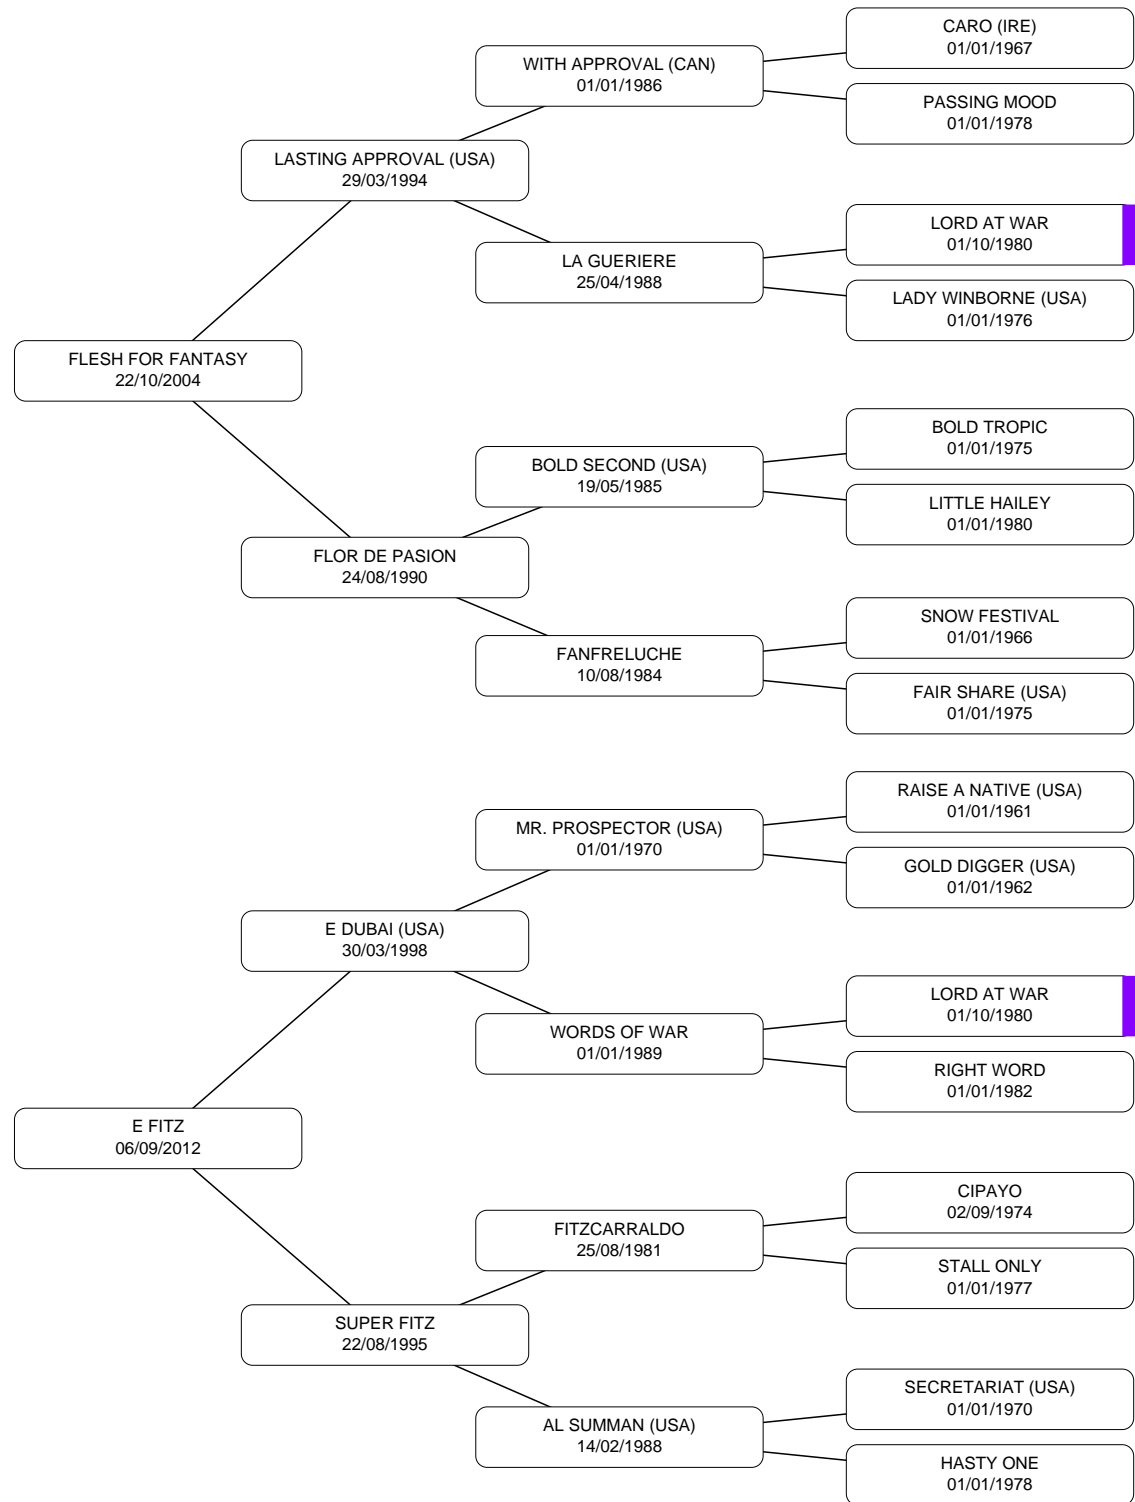 CARO (IRE)
01/01/1967
WITH APPROVAL (CAN)
01/01/1986
PASSING MOOD
01/01/1978
LASTING APPROVAL (USA)
29/03/1994
LORD AT WAR
01/10/1980
LA GUERIERE
25/04/1988
LADY WINBORNE (USA)
01/01/1976
FLESH FOR FANTASY
22/10/2004
BOLD TROPIC
01/01/1975
BOLD SECOND (USA)
19/05/1985
LITTLE HAILEY
01/01/1980
FLOR DE PASION
24/08/1990
SNOW FESTIVAL
01/01/1966
FANFRELUCHE
10/08/1984
FAIR SHARE (USA)
01/01/1975
RAISE A NATIVE (USA)
01/01/1961
MR. PROSPECTOR (USA)
01/01/1970
GOLD DIGGER (USA)
01/01/1962
E DUBAI (USA)
30/03/1998
LORD AT WAR
01/10/1980
WORDS OF WAR
01/01/1989
RIGHT WORD
01/01/1982
E FITZ
06/09/2012
CIPAYO
02/09/1974
FITZCARRALDO
25/08/1981
STALL ONLY
01/01/1977
SUPER FITZ
22/08/1995
SECRETARIAT (USA)
01/01/1970
AL SUMMAN (USA)
14/02/1988
HASTY ONE
01/01/1978